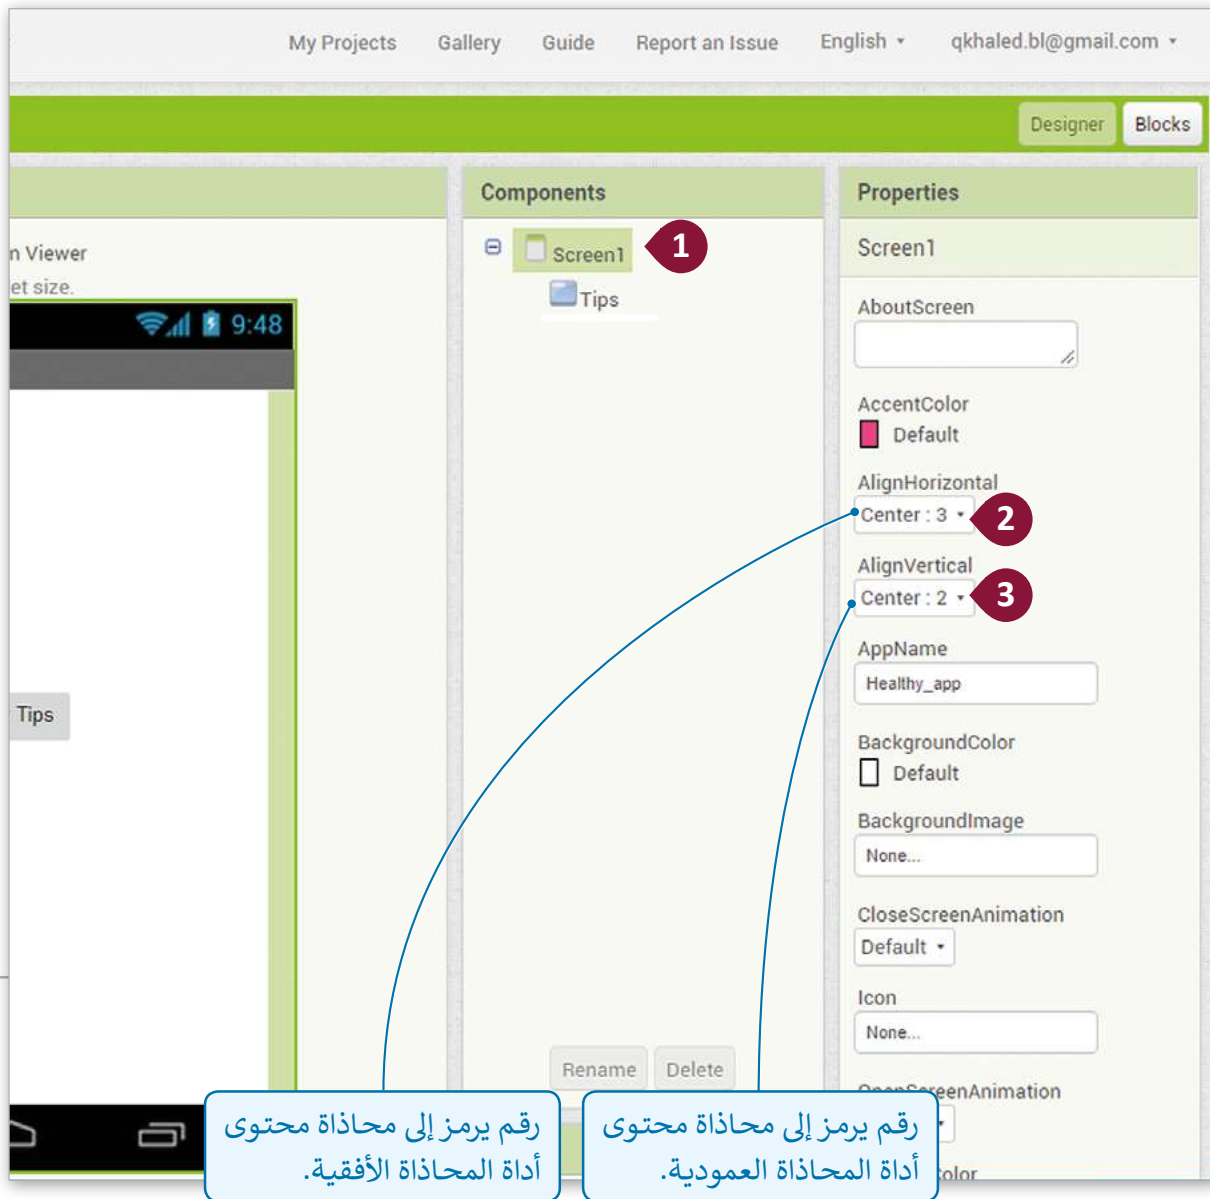 My Projects Gallery Guide Report an Issue English qkhaled.bl@gmail.com
Designer Blocks
n Viewer
et size.
9:48
Tips
Components
Screen1
1
Tips
Rename Delete
Properties
Screen1
AboutScreen
AccentColor
Default
AlignHorizontal
Center : 3
2
AlignVertical
Center : 2
3
AppName
Healthy_app
BackgroundColor
Default
BackgroundImage
None...
CloseScreenAnimation
Default
Icon
None...
OpenScreenAnimation
Color
رقم يرمز إلى محاذاة محتوى
أداة المحاذاة العمودية.
رقم يرمز إلى محاذاة محتوى
أداة المحاذاة الأفقية.